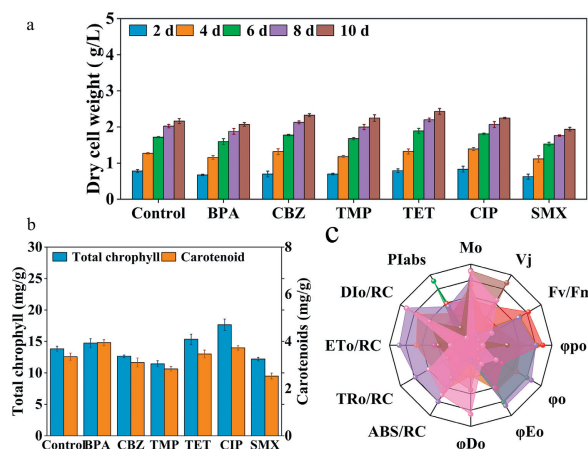 a
Dry cell weight ( g/L)
5
4
3
2
1
0
2 d 4 d 6 d 8 d 10 d
Control BPA CBZ TMP TET CIP SMX
b
Total chrophyll (mg/g)
30
25
20
15
10
5
0
Total chrophyll Carotenoid
8
6
4
2
0
Carotenoids (mg/g)
Control BPA CBZ TMP TET CIP SMX
c
Mo
Vj
Fv/Fm
φpo
φo
φEo
φDo
ABS/RC
TRo/RC
ETo/RC
DIo/RC
PIabs